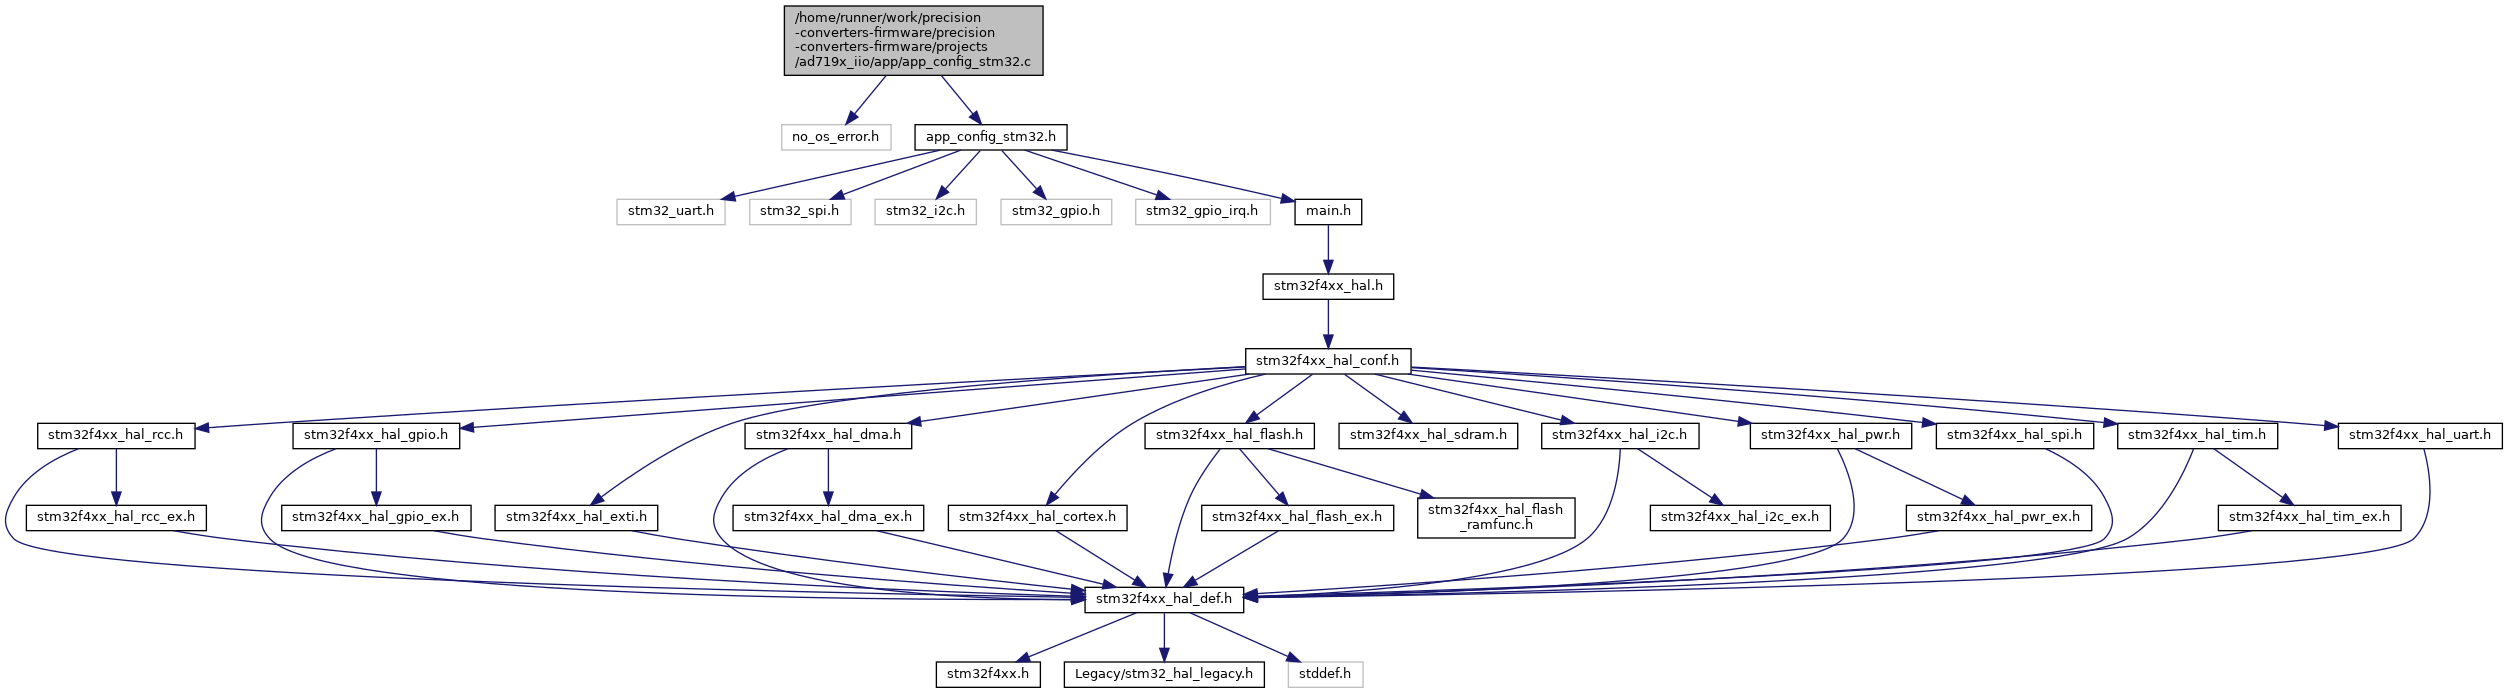 /home/runner/work/precision
-converters-firmware/precision
-converters-firmware/projects
/ad719x_iio/app/app_config_stm32.c
no_os_error.h
app_config_stm32.h
stm32_uart.h
stm32_spi.h
stm32_i2c.h
stm32_gpio.h
stm32_gpio_irq.h
main.h
stm32f4xx_hal.h
stm32f4xx_hal_conf.h
stm32f4xx_hal_rcc.h
stm32f4xx_hal_gpio.h
stm32f4xx_hal_dma.h
stm32f4xx_hal_flash.h
stm32f4xx_hal_sdram.h
stm32f4xx_hal_i2c.h
stm32f4xx_hal_pwr.h
stm32f4xx_hal_spi.h
stm32f4xx_hal_tim.h
stm32f4xx_hal_uart.h
stm32f4xx_hal_rcc_ex.h
stm32f4xx_hal_gpio_ex.h
stm32f4xx_hal_exti.h
stm32f4xx_hal_dma_ex.h
stm32f4xx_hal_cortex.h
stm32f4xx_hal_flash_ex.h
stm32f4xx_hal_flash
_ramfunc.h
stm32f4xx_hal_i2c_ex.h
stm32f4xx_hal_pwr_ex.h
stm32f4xx_hal_tim_ex.h
stm32f4xx_hal_def.h
stm32f4xx.h
Legacy/stm32_hal_legacy.h
stddef.h